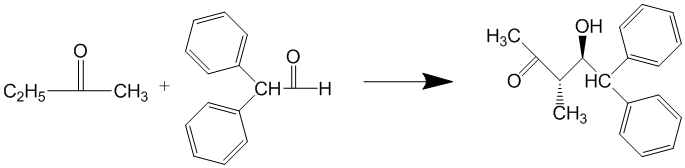 O
C₂H₅ CH₃ + CH O H
H₃C OH
O HC
CH₃